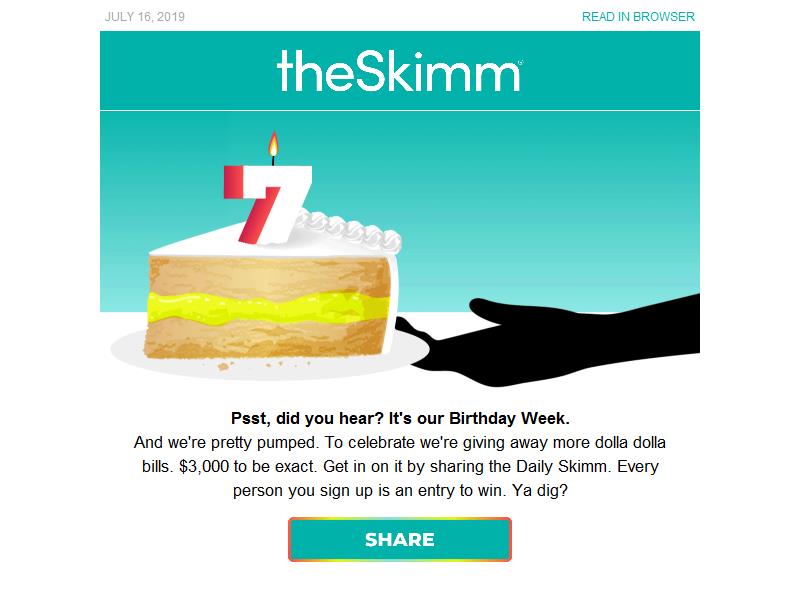 JULY 16, 2019
READ IN BROWSER
theSkimm®
7
Psst, did you hear? It's our Birthday Week.
And we're pretty pumped. To celebrate we're giving away more dolla dolla
bills. $3,000 to be exact. Get in on it by sharing the Daily Skimm. Every
person you sign up is an entry to win. Ya dig?
SHARE